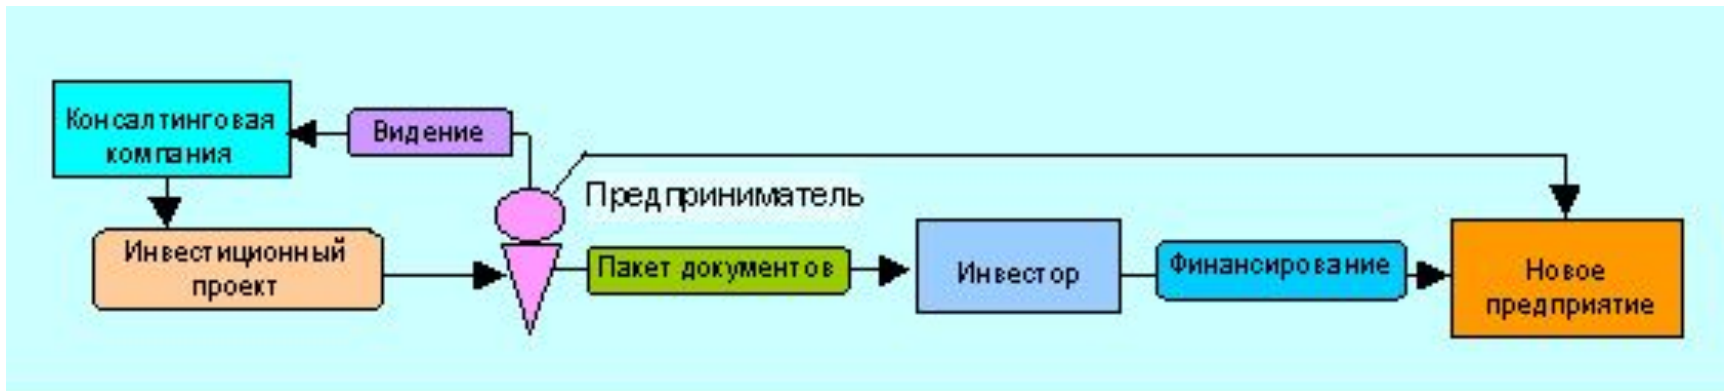 Консалтинговая
компания
Видение
Предприниматель
Инвестиционный
проект
Пакет документов
Инвестор
Финансирование
Новое
предприятие